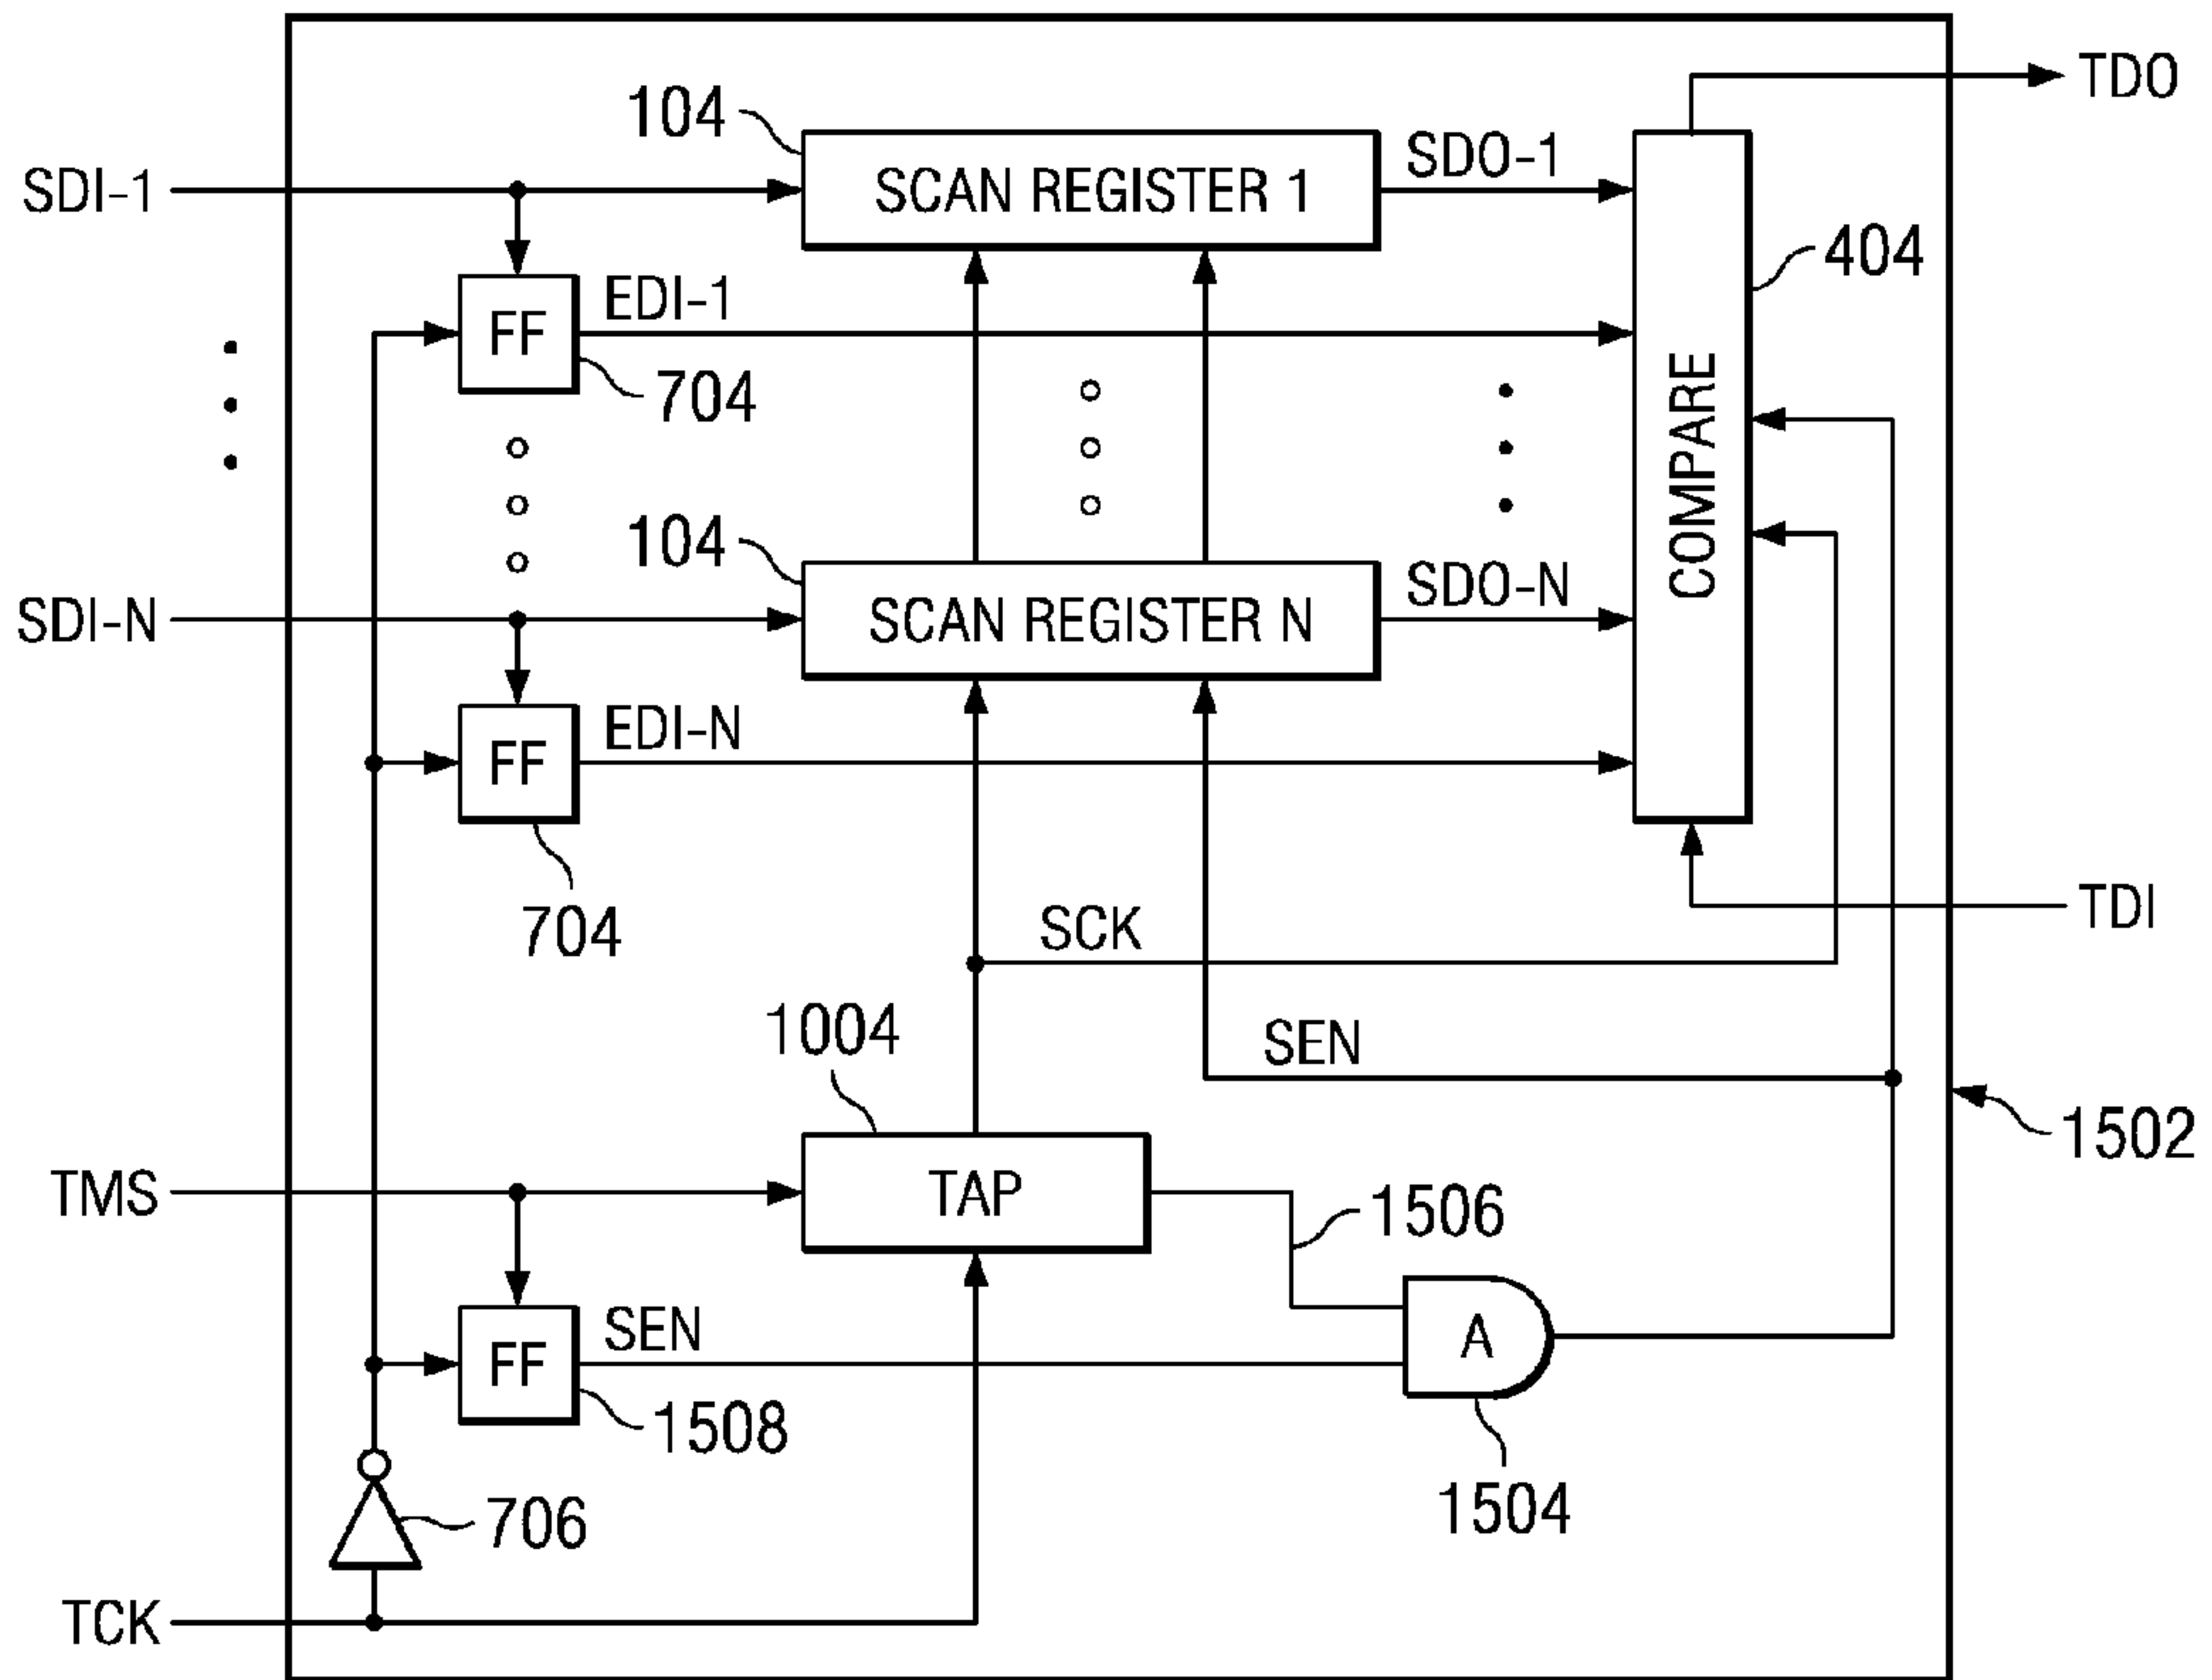 TDO
104
SDI-1
SCAN REGISTER 1
SDO-1
404
EDI-1
FF
704
COMPARE
104
SDI-N
SCAN REGISTER N
SDO-N
EDI-N
FF
704
SCK
TDI
1004
SEN
1502
TMS
TAP
1506
SEN
FF
A
1508
1504
706
TCK